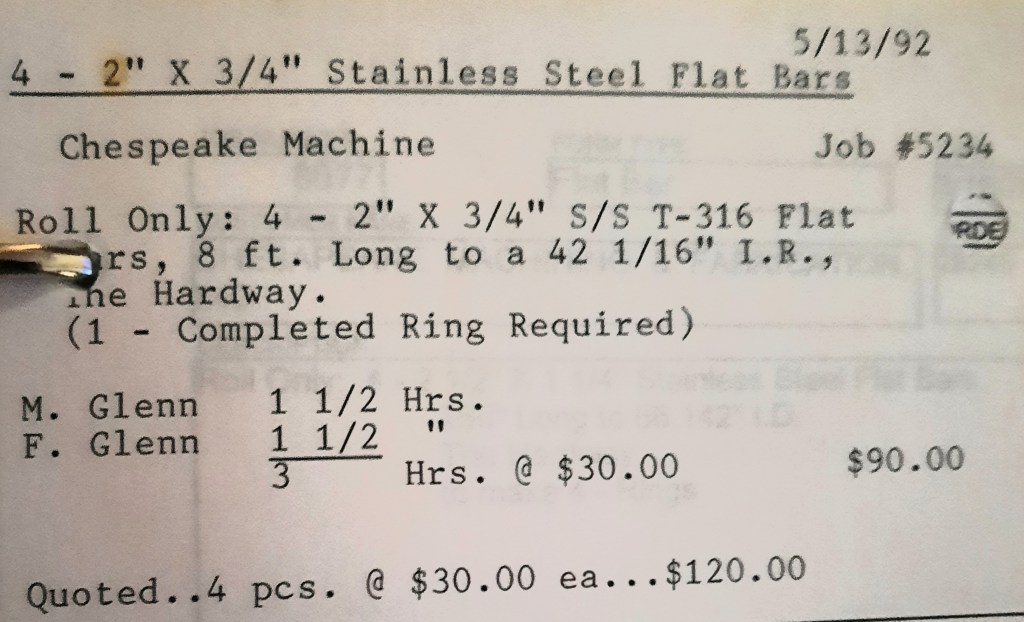 5/13/92
4 - 2" X 3/4" Stainless Steel Flat Bars
Chespeake Machine Job #5234
Roll Only: 4 - 2" X 3/4" S/S T-316 Flat
RDE
8 ft. Long to a 42 1/16" I.R.,
Hardway.
(1 - Completed Ring Required)
M. Glenn 1 1/2 Hrs.
F. Glenn 1 1/2 "
3 Hrs. @ $30.00 $90.00
Quoted..4 pcs. @ $30.00 ea...$120.00